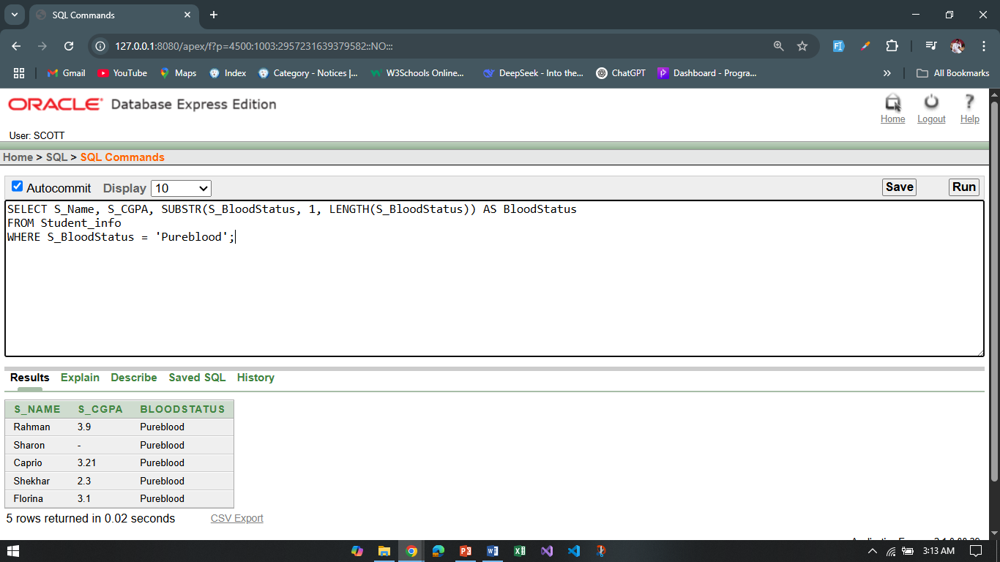 SQL Commands
127.0.0.1:8080/apex/f?p=4500:1003:2957231639379582::NO:::
Gmail YouTube Maps Index Category - Notices |... W3Schools Online... DeepSeek - Into the... ChatGPT Dashboard - Progra... » All Bookmarks
ORACLE Database Express Edition
Home Logout Help
User: SCOTT
Home > SQL > SQL Commands
Autocommit Display 10 Save Run
SELECT S_Name, S_CGPA, SUBSTR(S_BloodStatus, 1, LENGTH(S_BloodStatus)) AS BloodStatus
FROM Student_info
WHERE S_BloodStatus = 'Pureblood';
Results Explain Describe Saved SQL History
S_NAME S_CGPA BLOODSTATUS
Rahman 3.9 Pureblood
Sharon - Pureblood
Caprio 3.21 Pureblood
Shekhar 2.3 Pureblood
Florina 3.1 Pureblood
5 rows returned in 0.02 seconds CSV Export
3:13 AM